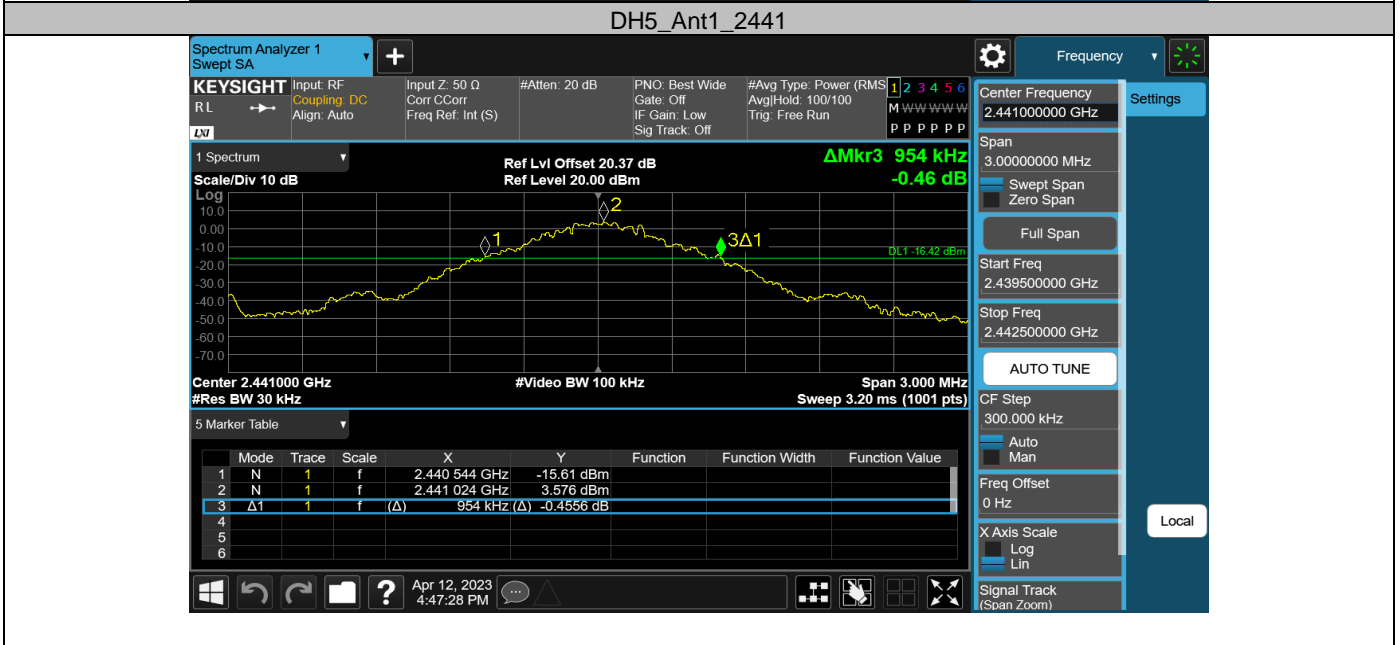 DH5_Ant1_2441
Spectrum Analyzer 1
Swept SA
+
Frequency
KEYSIGHT
RL
LXI
Input: RF
Coupling: DC
Align: Auto
Input Z: 50 Ω
Corr CCorr
Freq Ref: Int (S)
#Atten: 20 dB
PNO: Best Wide
Gate: Off
IF Gain: Low
Sig Track: Off
#Avg Type: Power (RMS
Avg|Hold: 100/100
Trig: Free Run
1 2 3 4 5 6
M W W W W W
P P P P P P
1 Spectrum
Scale/Div 10 dB
Ref Lvl Offset 20.37 dB
Ref Level 20.00 dBm
ΔMkr3 954 kHz
-0.46 dB
Log
10.0
0.00
-10.0
-20.0
-30.0
-40.0
-50.0
-60.0
-70.0
1
2
3Δ1
DL1 -16.42 dBm
Center 2.441000 GHz
#Video BW 100 kHz
Span 3.000 MHz
#Res BW 30 kHz
Sweep 3.20 ms (1001 pts)
5 Marker Table
Mode Trace Scale X Y Function Function Width Function Value
1 N 1 f 2.440 544 GHz -15.61 dBm
2 N 1 f 2.441 024 GHz 3.576 dBm
3 Δ1 1 f (Δ) 954 kHz (Δ) -0.4556 dB
4
5
6
?
Apr 12, 2023
4:47:28 PM
Center Frequency
2.441000000 GHz
Span
3.00000000 MHz
Swept Span
Zero Span
Full Span
Start Freq
2.439500000 GHz
Stop Freq
2.442500000 GHz
AUTO TUNE
CF Step
300.000 kHz
Auto
Man
Freq Offset
0 Hz
X Axis Scale
Log
Lin
Signal Track
(Span Zoom)
Settings
Local